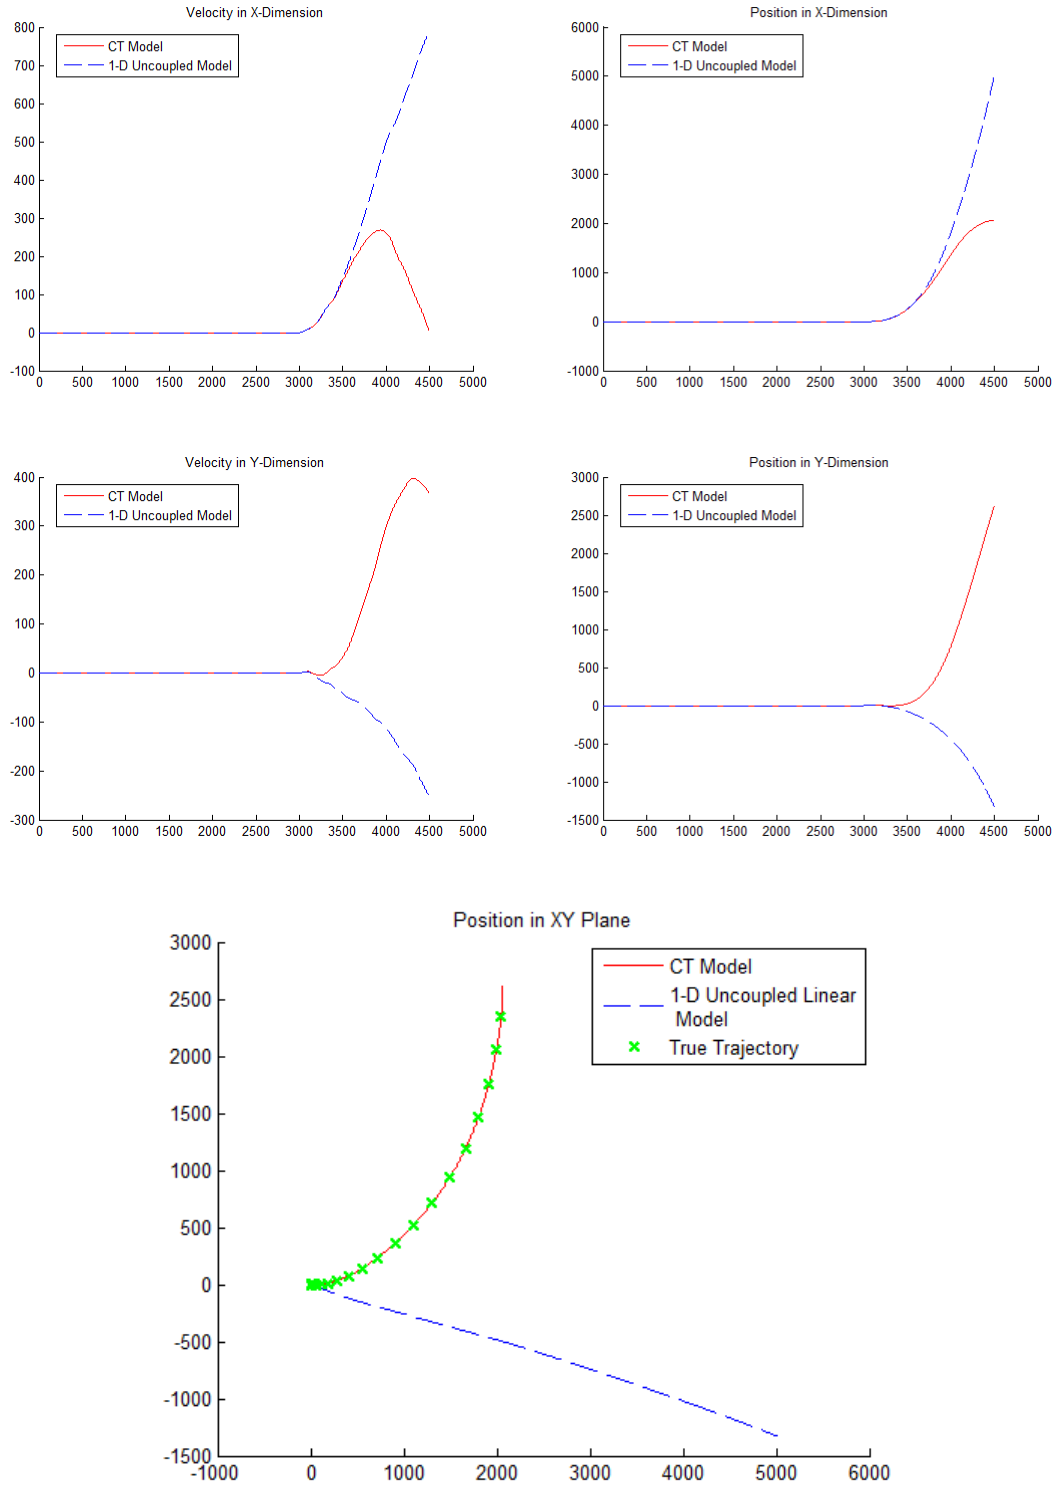 Velocity in X-Dimension
800
700
600
500
400
300
200
100
0
-100
0 500 1000 1500 2000 2500 3000 3500 4000 4500 5000
CT Model
1-D Uncoupled Model
Position in X-Dimension
6000
5000
4000
3000
2000
1000
0
-1000
0 500 1000 1500 2000 2500 3000 3500 4000 4500 5000
CT Model
1-D Uncoupled Model
Velocity in Y-Dimension
400
300
200
100
0
-100
-200
-300
0 500 1000 1500 2000 2500 3000 3500 4000 4500 5000
CT Model
1-D Uncoupled Model
Position in Y-Dimension
3000
2500
2000
1500
1000
500
0
-500
-1000
-1500
0 500 1000 1500 2000 2500 3000 3500 4000 4500 5000
CT Model
1-D Uncoupled Model
Position in XY Plane
3000
2500
2000
1500
1000
500
0
-500
-1000
-1500
-1000 0 1000 2000 3000 4000 5000 6000
CT Model
1-D Uncoupled Linear
Model
True Trajectory